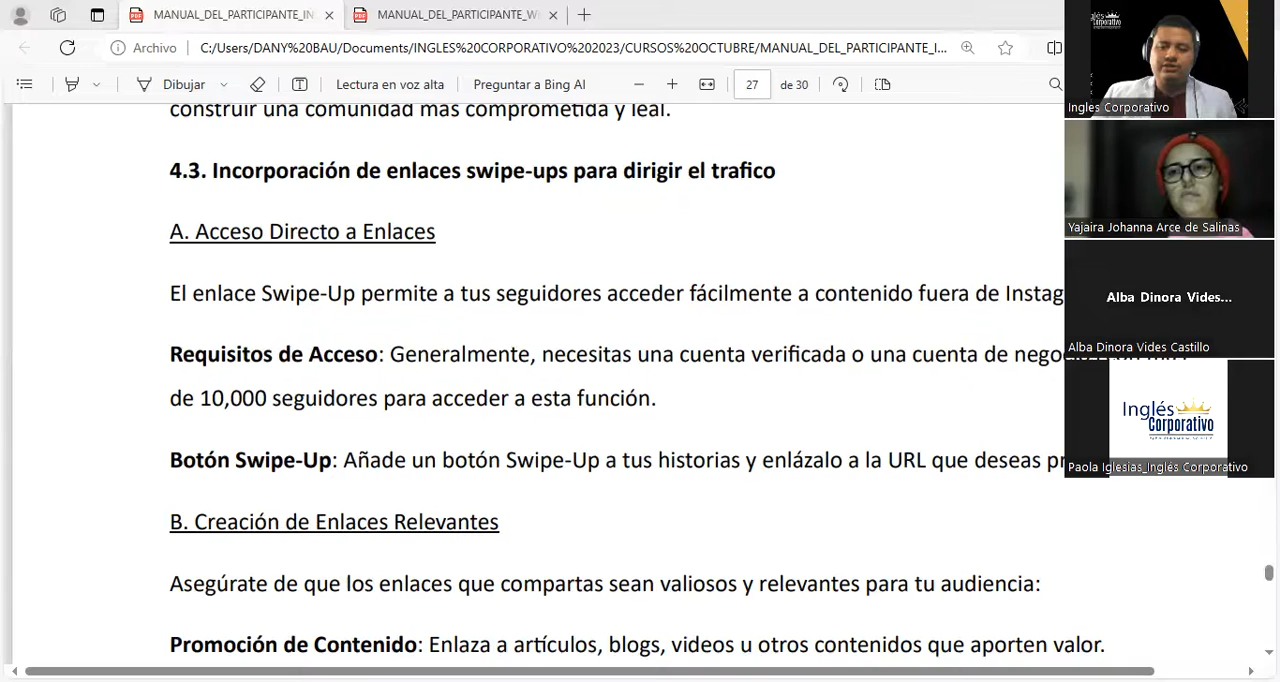 MANUAL_DEL_PARTICIPANTE_IN
MANUAL_DEL_PARTICIPANTE_W
Archivo
C:/Users/DANY%20BAU/Documents/INGLES%20CORPORATIVO%202023/CURSOS%20OCTUBRE/MANUAL_DEL_PARTICIPANTE_I...
Dibujar
Lectura en voz alta
Preguntar a Bing AI
27 de 30
construir una comunidad más comprometida y leal.
4.3. Incorporación de enlaces swipe-ups para dirigir el trafico
A. Acceso Directo a Enlaces
El enlace Swipe-Up permite a tus seguidores acceder fácilmente a contenido fuera de Instag
Requisitos de Acceso: Generalmente, necesitas una cuenta verificada o una cuenta de nego
de 10,000 seguidores para acceder a esta función.
Botón Swipe-Up: Añade un botón Swipe-Up a tus historias y enlázalo a la URL que deseas pr
B. Creación de Enlaces Relevantes
Asegúrate de que los enlaces que compartas sean valiosos y relevantes para tu audiencia:
Promoción de Contenido: Enlaza a artículos, blogs, videos u otros contenidos que aporten valor.
Inglés
Corporativo
Ingles Corporativo
Yajaira Johanna Arce de Salinas
Alba Dinora Vides...
Alba Dinora Vides Castillo
Inglés
Corporativo
Paola Iglesias_Inglés Corporativo